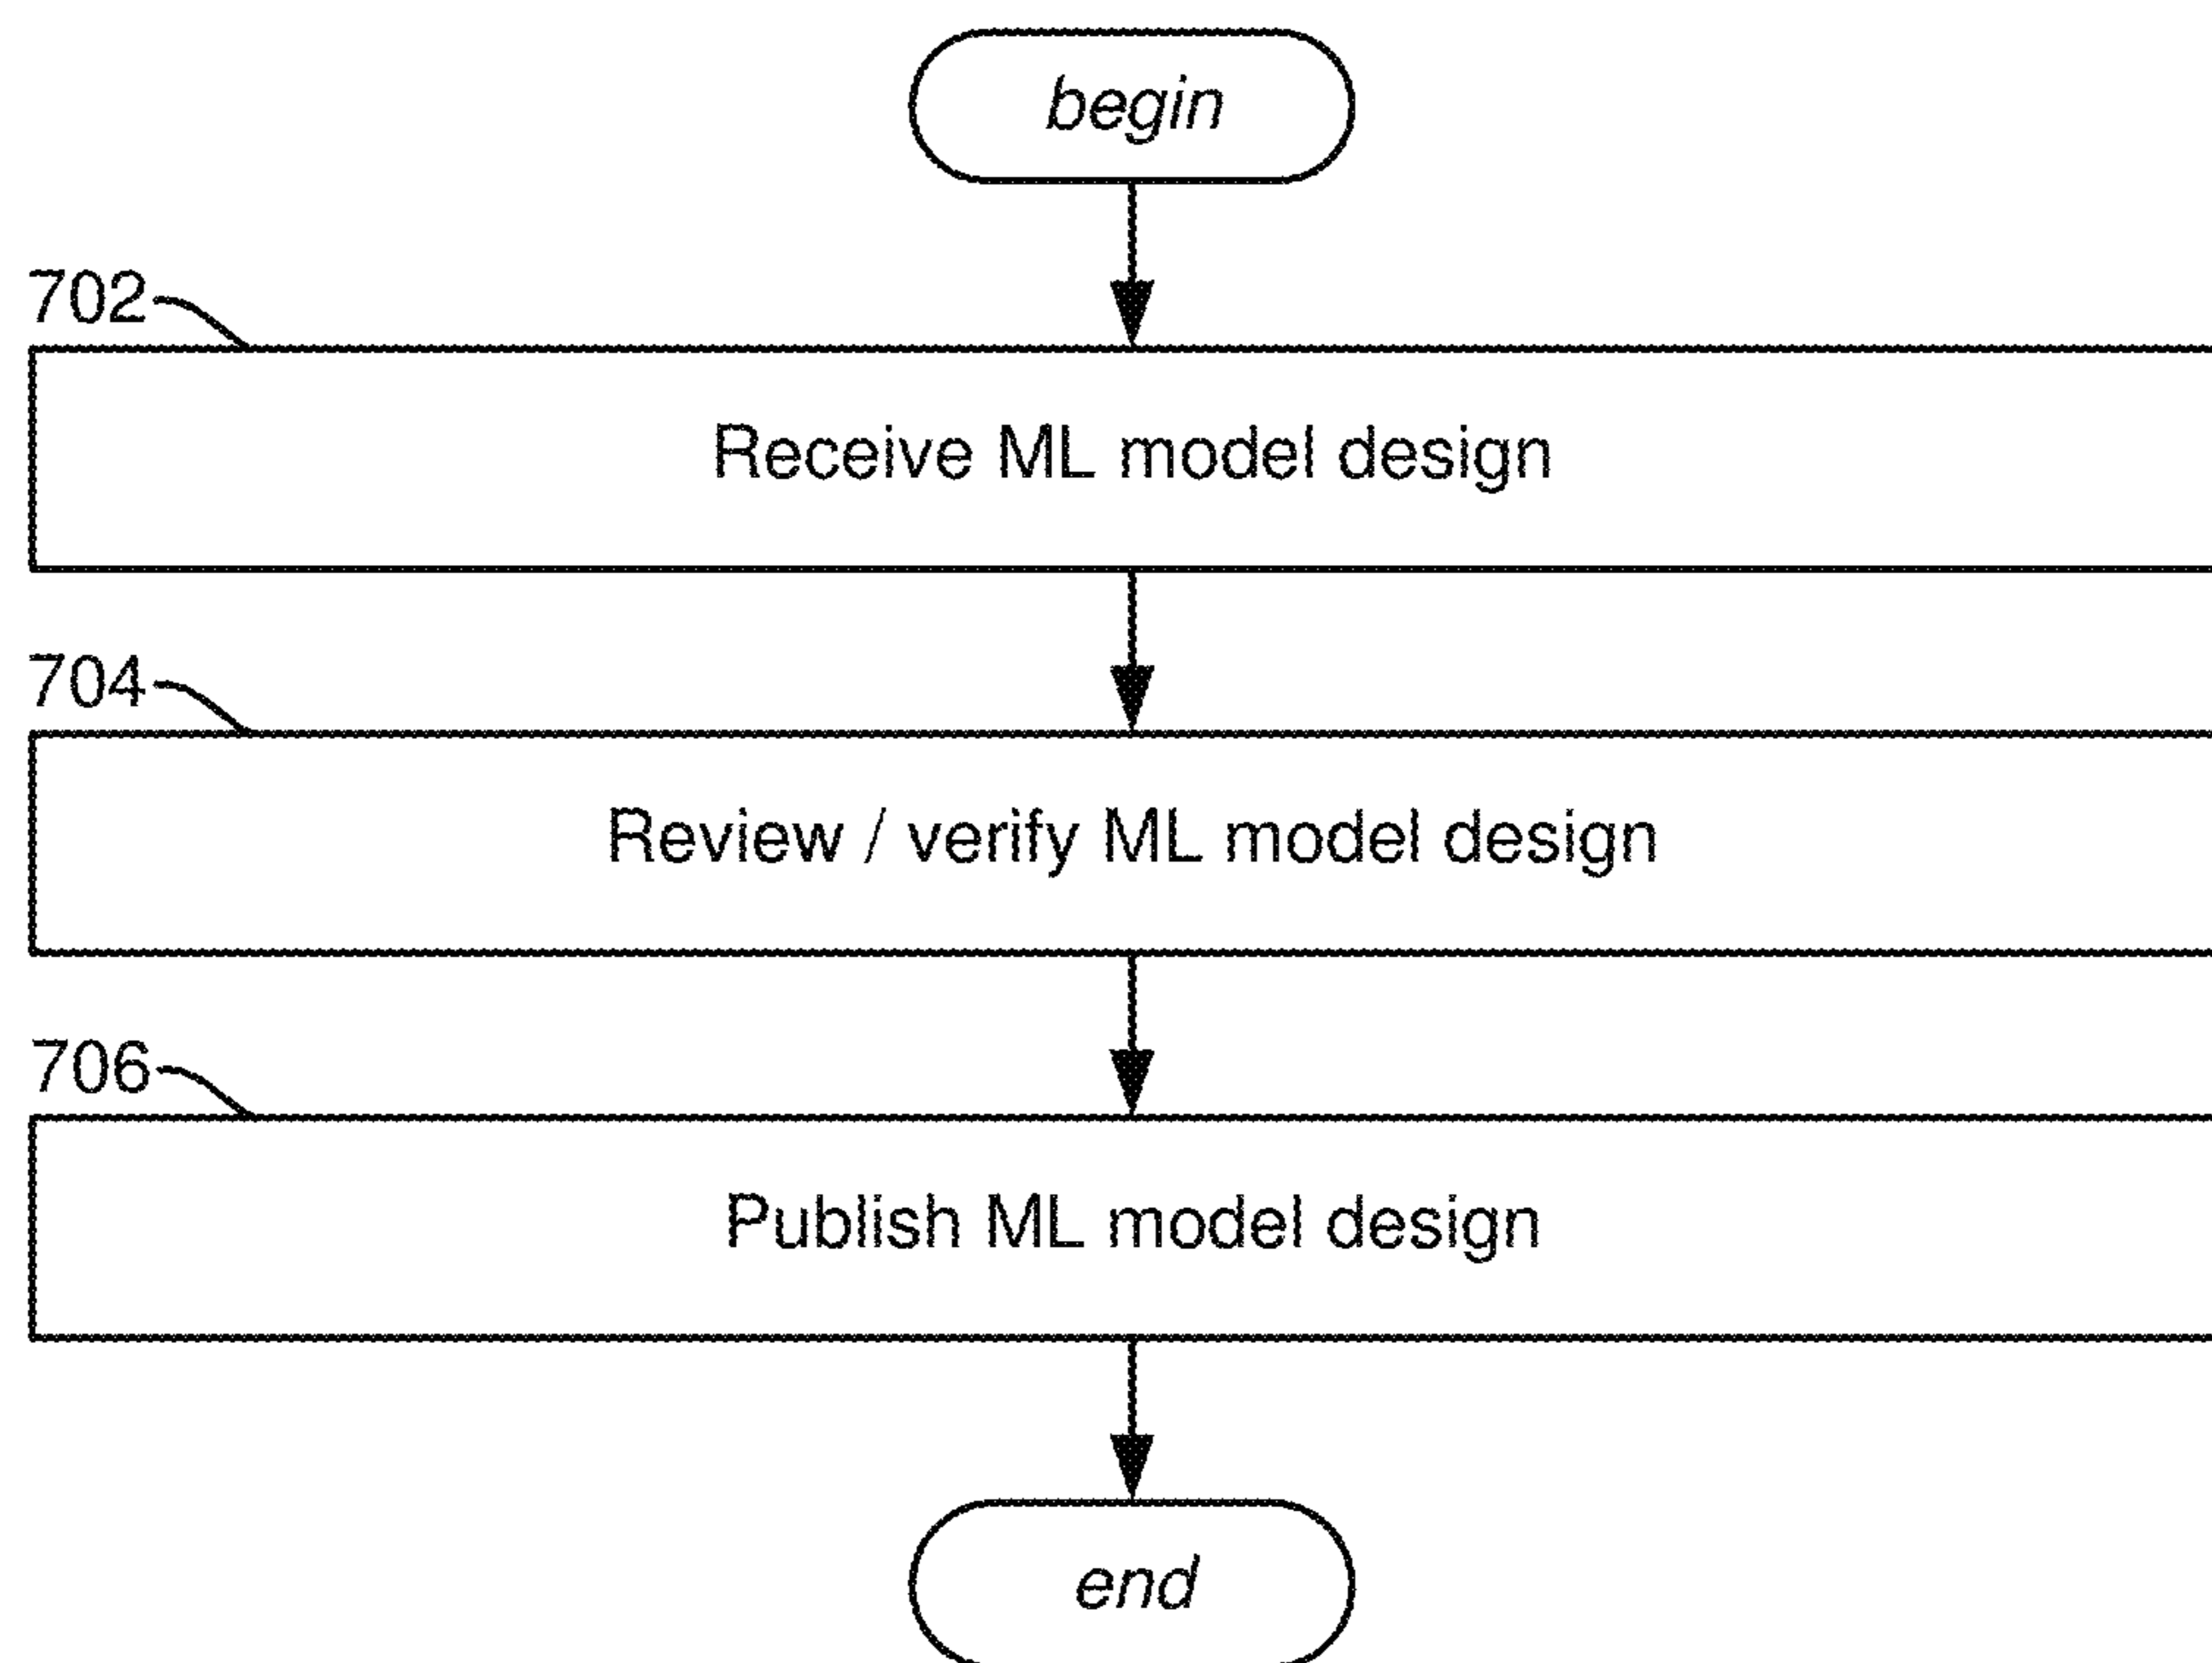 begin
702
Receive ML model design
704
Review / verify ML model design
706
Publish ML model design
end